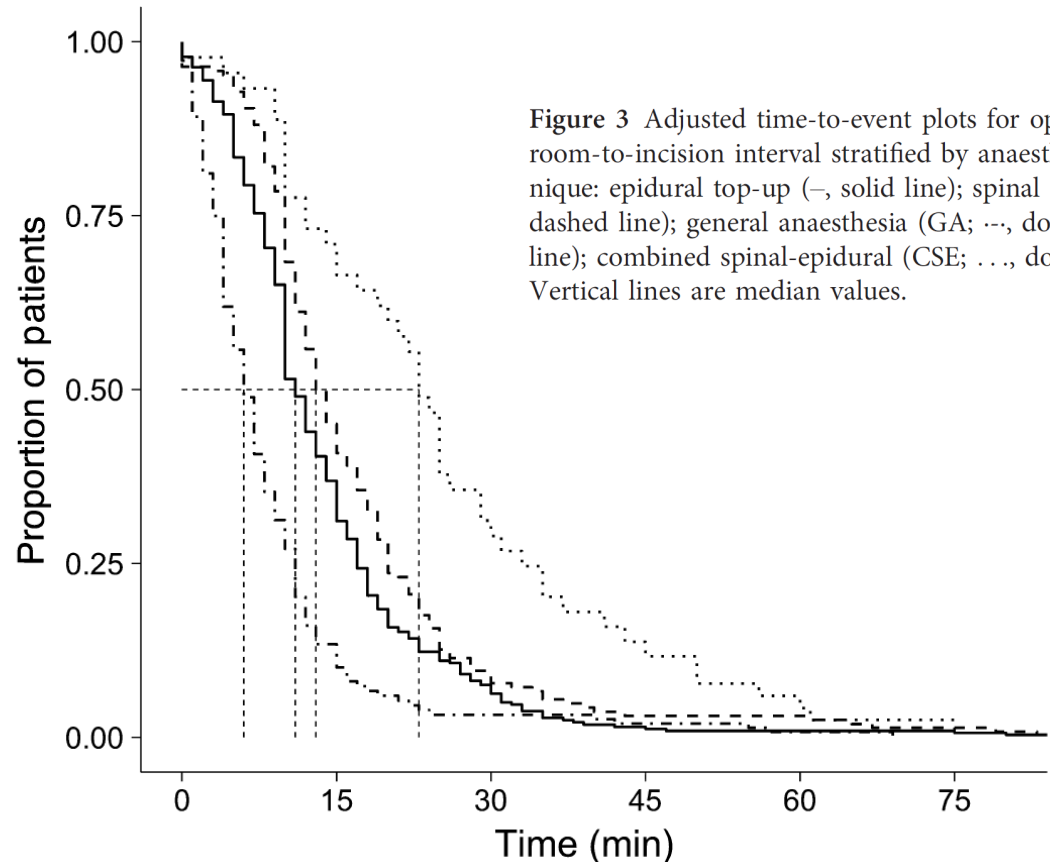 1.00
0.75
0.50
0.25
0.00
Proportion of patients
0
15
30
45
60
75
Time (min)
Figure 3 Adjusted time-to-event plots for op
room-to-incision interval stratified by anaest
nique: epidural top-up (–, solid line); spinal
dashed line); general anaesthesia (GA; ·-·, do
line); combined spinal-epidural (CSE; . . ., do
Vertical lines are median values.